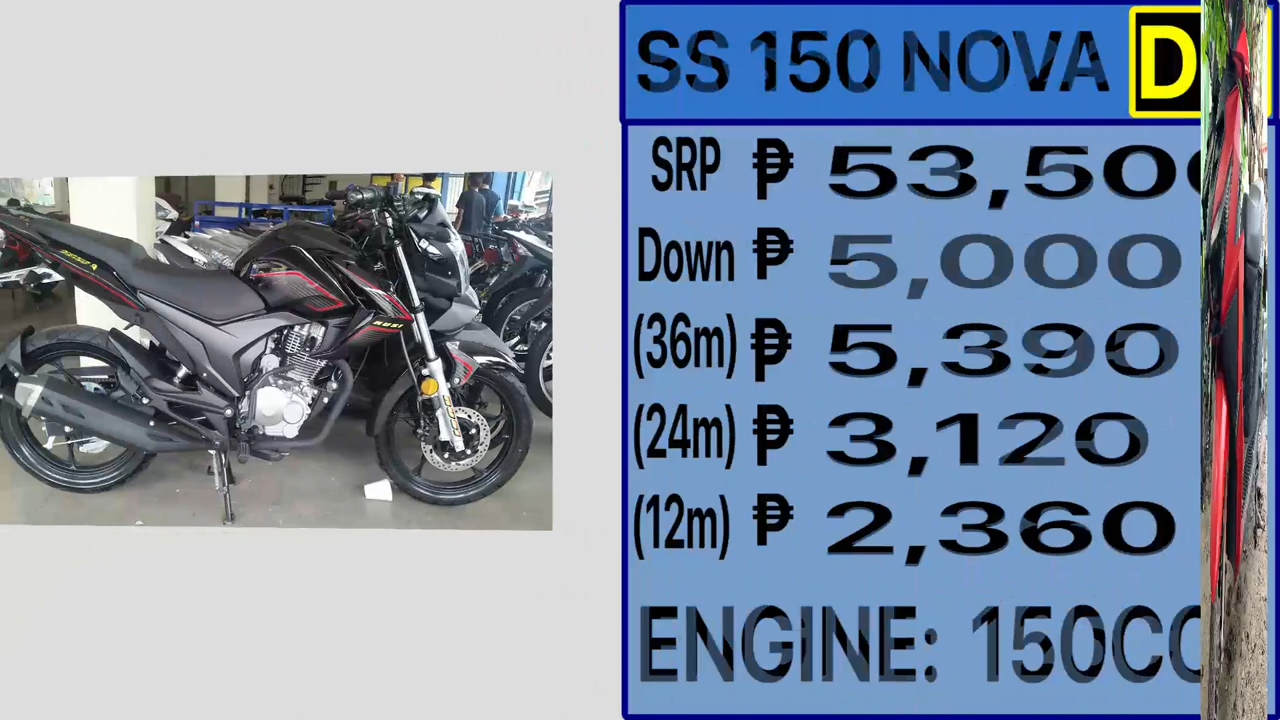 SS 150 NOVA D
SRP ₱ 53,50
Down ₱ 5,000
(36m) ₱ 5,390
(24m) ₱ 3,120
(12m) ₱ 2,360
ENGINE: 150CC
RUSI